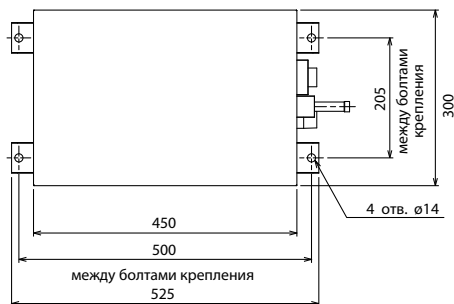 205
между болтами
крепления
300
4 отв. ø14
450
500
между болтами крепления
525